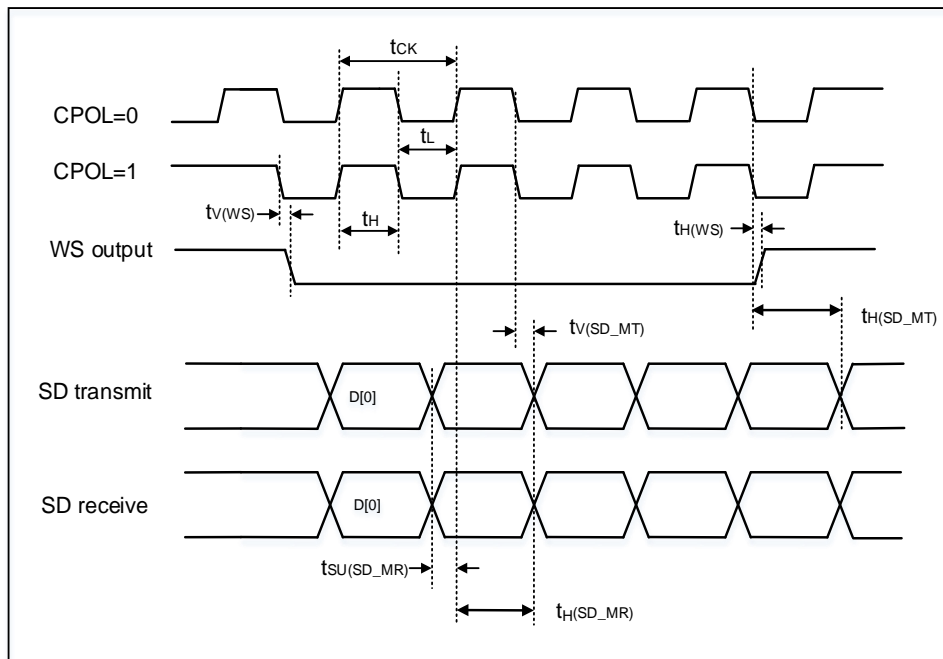 tCK
CPOL=0
tL
CPOL=1
tV(WS)
tH
tH(WS)
WS output
tV(SD_MT)
tH(SD_MT)
SD transmit
D[0]
SD receive
D[0]
tSU(SD_MR)
tH(SD_MR)